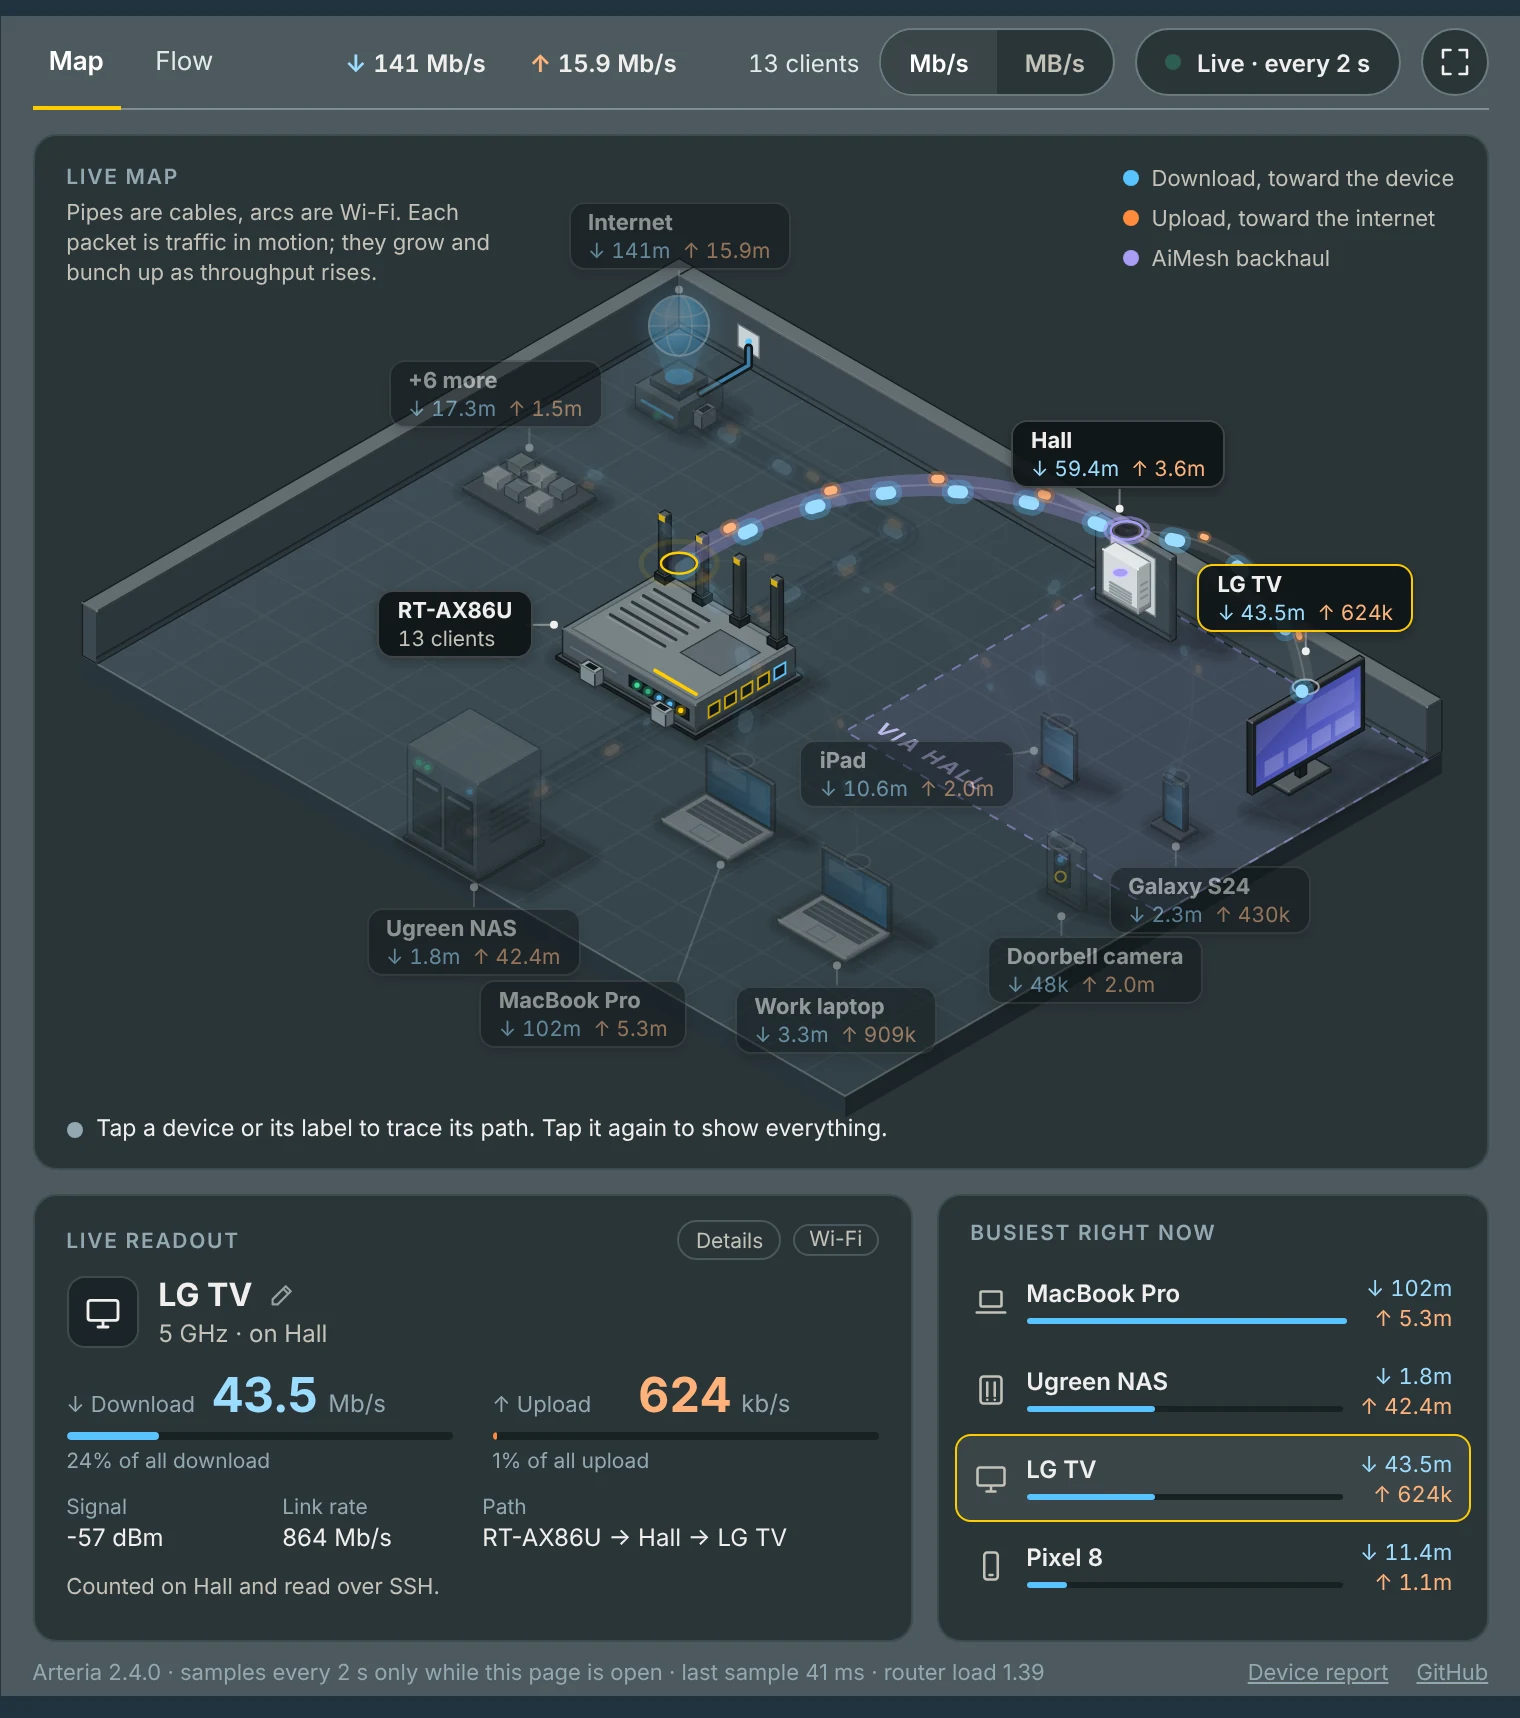 Map
Flow
↓ 141 Mb/s
↑ 15.9 Mb/s
13 clients
Mb/s
MB/s
Live · every 2 s
LIVE MAP
Pipes are cables, arcs are Wi-Fi. Each
packet is traffic in motion; they grow and
bunch up as throughput rises.
Download, toward the device
Upload, toward the internet
AiMesh backhaul
Internet
↓ 141m ↑ 15.9m
+6 more
↓ 17.3m ↑ 1.5m
Hall
↓ 59.4m ↑ 3.6m
LG TV
↓ 43.5m ↑ 624k
RT-AX86U
13 clients
VIA HALL
iPad
↓ 10.6m ↑ 2.0m
Galaxy S24
↓ 2.3m ↑ 430k
Ugreen NAS
↓ 1.8m ↑ 42.4m
Doorbell camera
↓ 48k ↑ 2.0m
MacBook Pro
↓ 102m ↑ 5.3m
Work laptop
↓ 3.3m ↑ 909k
Tap a device or its label to trace its path. Tap it again to show everything.
LIVE READOUT
Details
Wi-Fi
LG TV
5 GHz · on Hall
↓ Download 43.5 Mb/s
↑ Upload 624 kb/s
24% of all download
1% of all upload
Signal
-57 dBm
Link rate
864 Mb/s
Path
RT-AX86U → Hall → LG TV
Counted on Hall and read over SSH.
BUSIEST RIGHT NOW
MacBook Pro
↓ 102m
↑ 5.3m
Ugreen NAS
↓ 1.8m
↑ 42.4m
LG TV
↓ 43.5m
↑ 624k
Pixel 8
↓ 11.4m
↑ 1.1m
Arteria 2.4.0 · samples every 2 s only while this page is open · last sample 41 ms · router load 1.39
Device report
GitHub